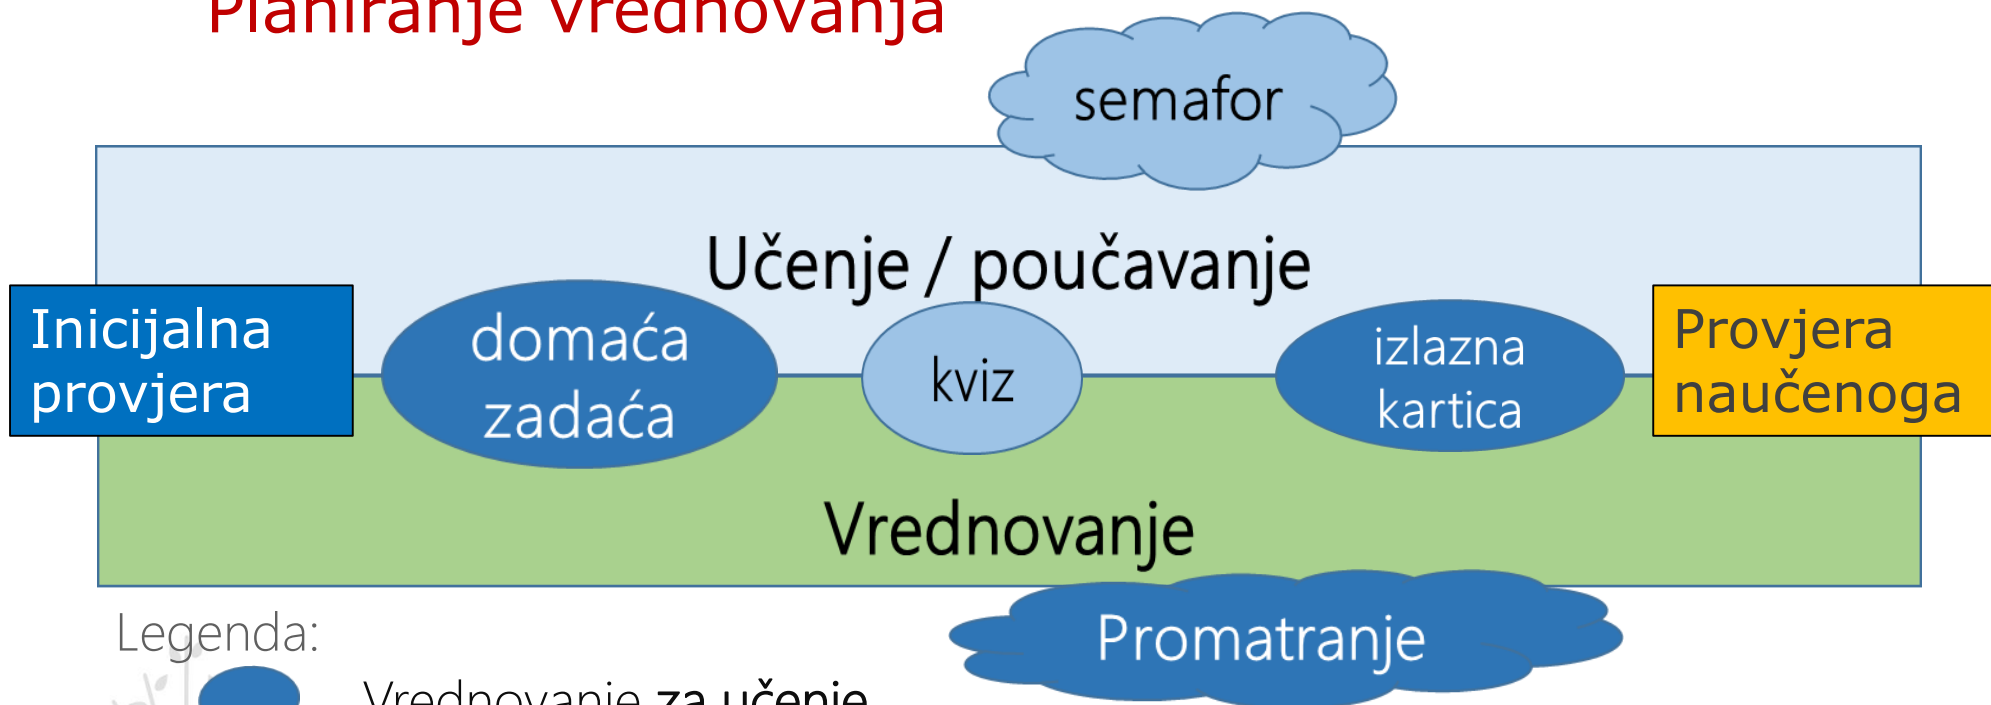 Planiranje vrednovanja
semafor
Učenje / poučavanje
Inicijalna
provjera
domaća
zadaća
kviz
izlazna
kartica
Provjera
naučenoga
Vrednovanje
Promatranje
Legenda:
Vrednovanje za učenje